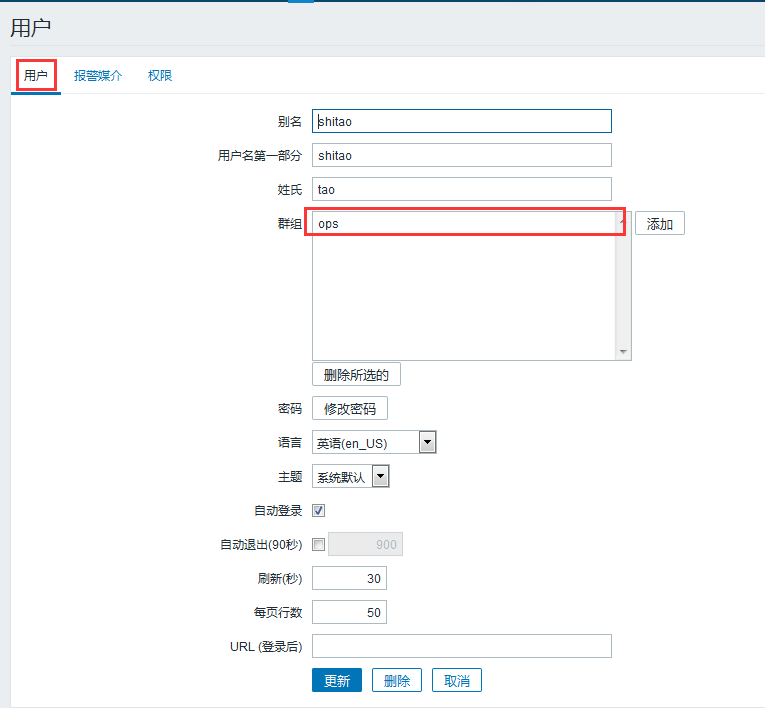 用户
用户 报警媒介 权限
别名 shitao
用户名第一部分 shitao
姓氏 tao
群组 ops 添加
删除所选的
密码 修改密码
语言 英语(en_US)
主题 系统默认
自动登录
自动退出(90秒) 900
刷新(秒) 30
每页行数 50
URL (登录后)
更新 删除 取消